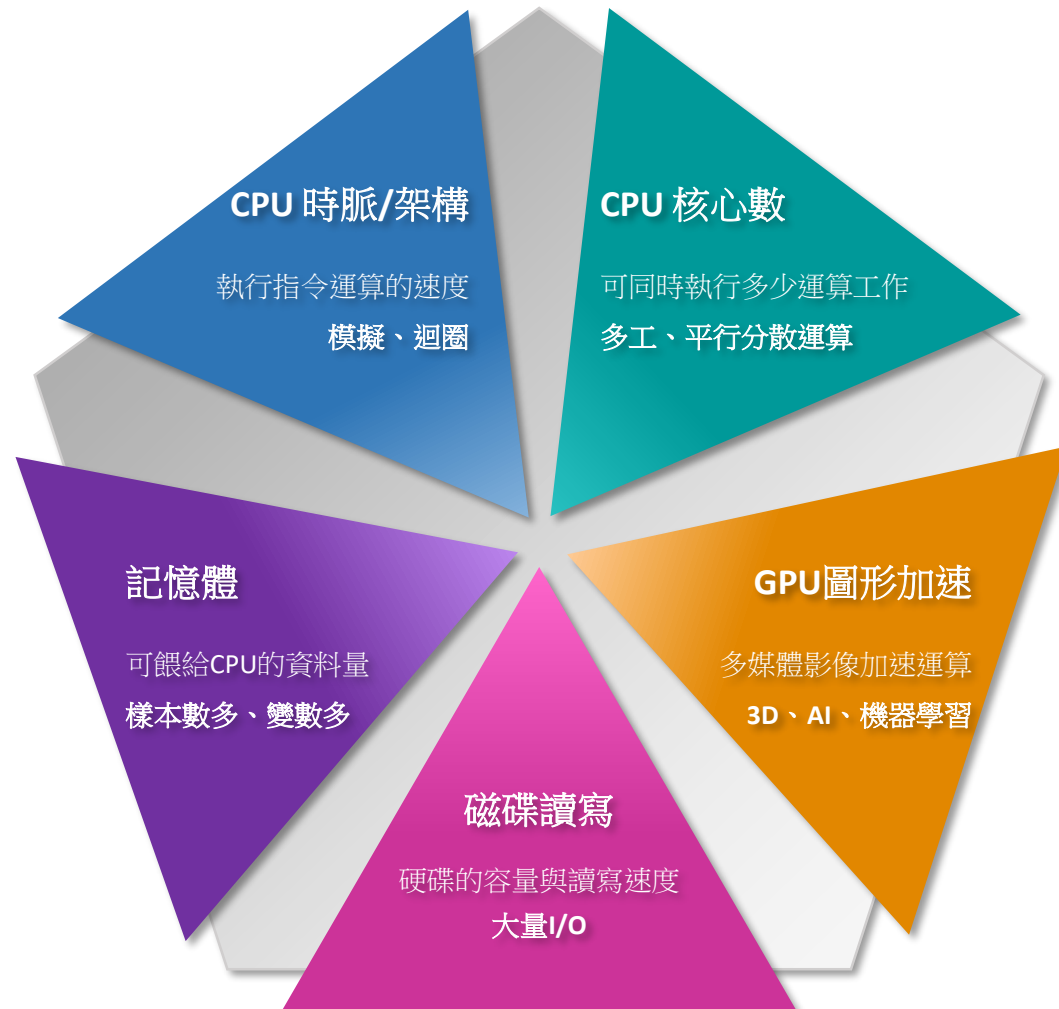 CPU 時脈/架構
執行指令運算的速度
模擬、迴圈
CPU 核心數
可同時執行多少運算工作
多工、平行分散運算
記憶體
可餵給CPU的資料量
樣本數多、變數多
GPU圖形加速
多媒體影像加速運算
3D、AI、機器學習
磁碟讀寫
硬碟的容量與讀寫速度
大量I/O